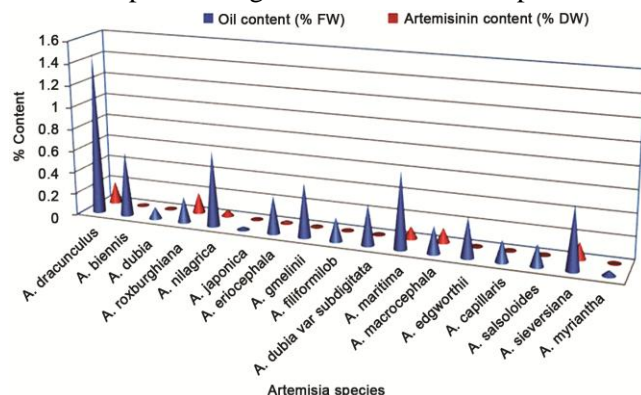 Oil content (% FW) Artemisinin content (% DW)
1.6
1.4
1.2
1
0.8
0.6
0.4
0.2
0
% Content
A. dracunculus
A. biennis
A. dubia
A. roxburghiana
A. nilagrica
A. japonica
A. eriocephala
A. gmelinii
A. filiformilob
A. dubia var subdigitata
A. maritima
A. macrocephala
A. edgworthii
A. capillaris
A. salsoloides
A. sieversiana
A. myriantha
Artemisia species